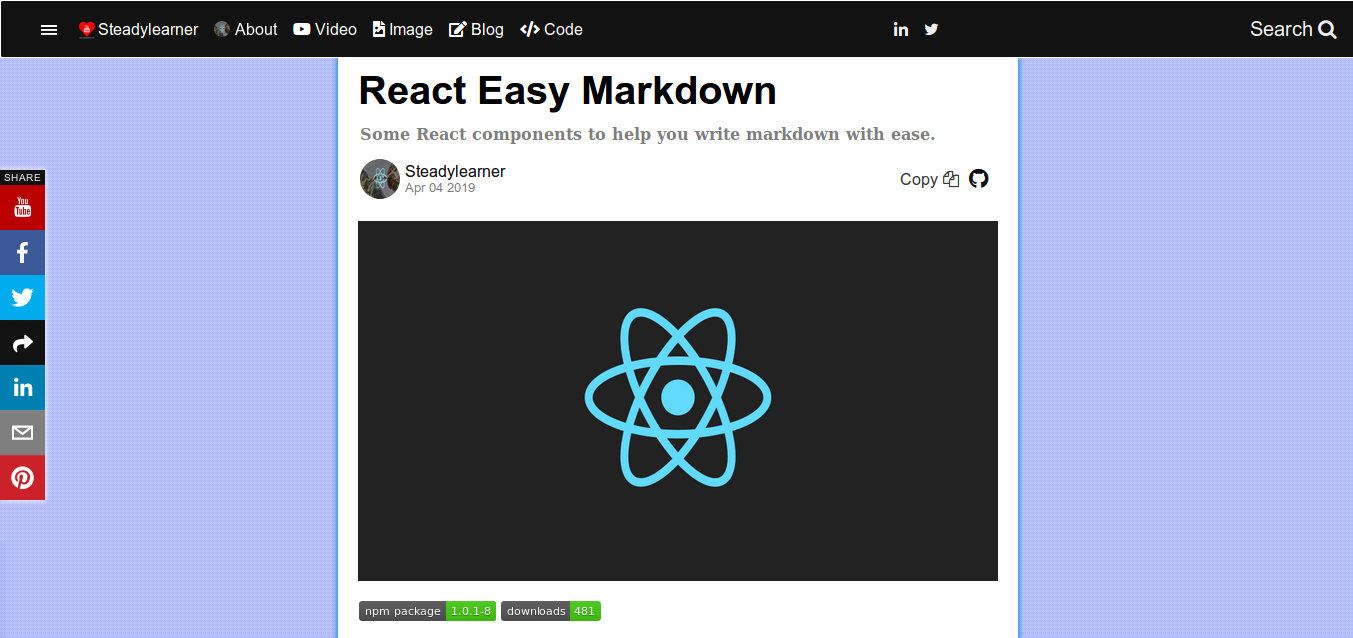 Steadylearner About Video Image Blog Code Search
React Easy Markdown
Some React components to help you write markdown with ease.
Steadylearner
Apr 04 2019
Copy
SHARE
You
Tube
npm package 1.0.1-8 downloads 481